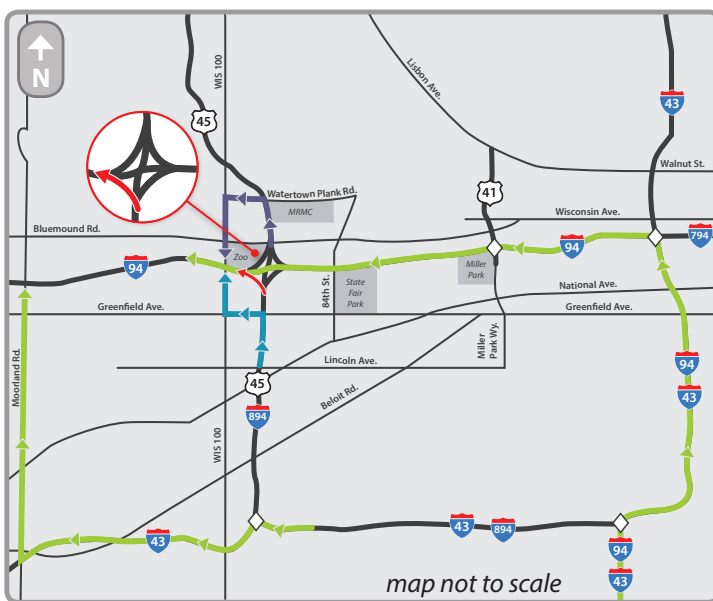 N
WIS 100
45
Lisbon Ave.
43
Walnut St.
41
Watertown Plank Rd.
MRMC
Wisconsin Ave.
Bluemound Rd.
94
794
Zoo
94
Miller
Park
84th St.
State
Fair
Park
National Ave.
Greenfield Ave.
Greenfield Ave.
Moorland Rd.
Miller
Park Wy.
Lincoln Ave.
94
43
45
894
Beloit Rd.
WIS 100
43
43
894
94
43
map not to scale